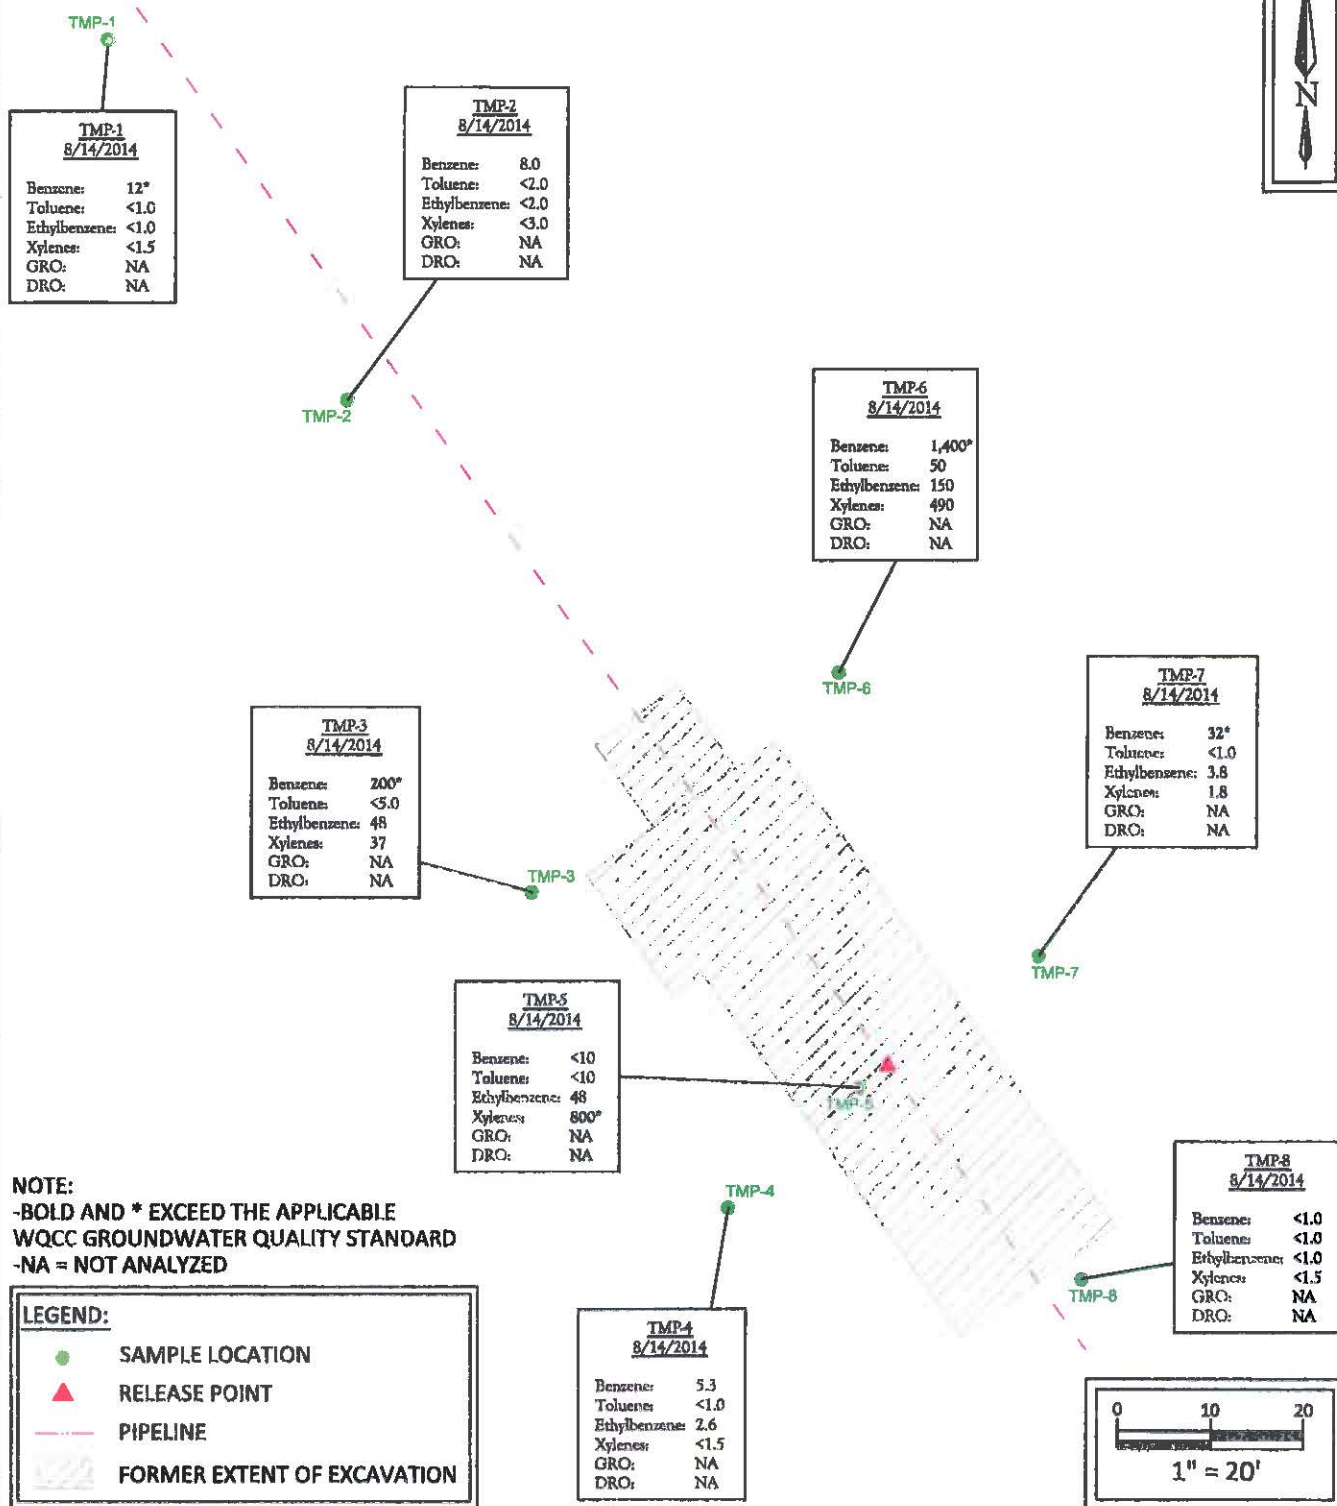 TMP-1
N
TMP-1
8/14/2014
Benzene: 12*
Toluene: <1.0
Ethylbenzene: <1.0
Xylenes: <1.5
GRO: NA
DRO: NA
TMP-2
8/14/2014
Benzene: 8.0
Toluene: <2.0
Ethylbenzene: <2.0
Xylenes: <3.0
GRO: NA
DRO: NA
TMP-2
TMP-6
8/14/2014
Benzene: 1,400*
Toluene: 50
Ethylbenzene: 150
Xylenes: 490
GRO: NA
DRO: NA
TMP-6
TMP-7
8/14/2014
Benzene: 32*
Toluene: <1.0
Ethylbenzene: 3.8
Xylenes: 1.8
GRO: NA
DRO: NA
TMP-7
TMP-3
8/14/2014
Benzene: 200*
Toluene: <5.0
Ethylbenzene: 48
Xylenes: 37
GRO: NA
DRO: NA
TMP-3
TMP-5
8/14/2014
Benzene: <10
Toluene: <10
Ethylbenzene: 48
Xylenes: 800*
GRO: NA
DRO: NA
TMP-5
TMP-4
TMP-4
8/14/2014
Benzene: 5.3
Toluene: <1.0
Ethylbenzene: 2.6
Xylenes: <1.5
GRO: NA
DRO: NA
TMP-8
TMP-8
8/14/2014
Benzene: <1.0
Toluene: <1.0
Ethylbenzene: <1.0
Xylenes: <1.5
GRO: NA
DRO: NA
NOTE:
-BOLD AND * EXCEED THE APPLICABLE
WQCC GROUNDWATER QUALITY STANDARD
-NA = NOT ANALYZED
LEGEND:
SAMPLE LOCATION
RELEASE POINT
PIPELINE
FORMER EXTENT OF EXCAVATION
0 10 20
1" = 20'